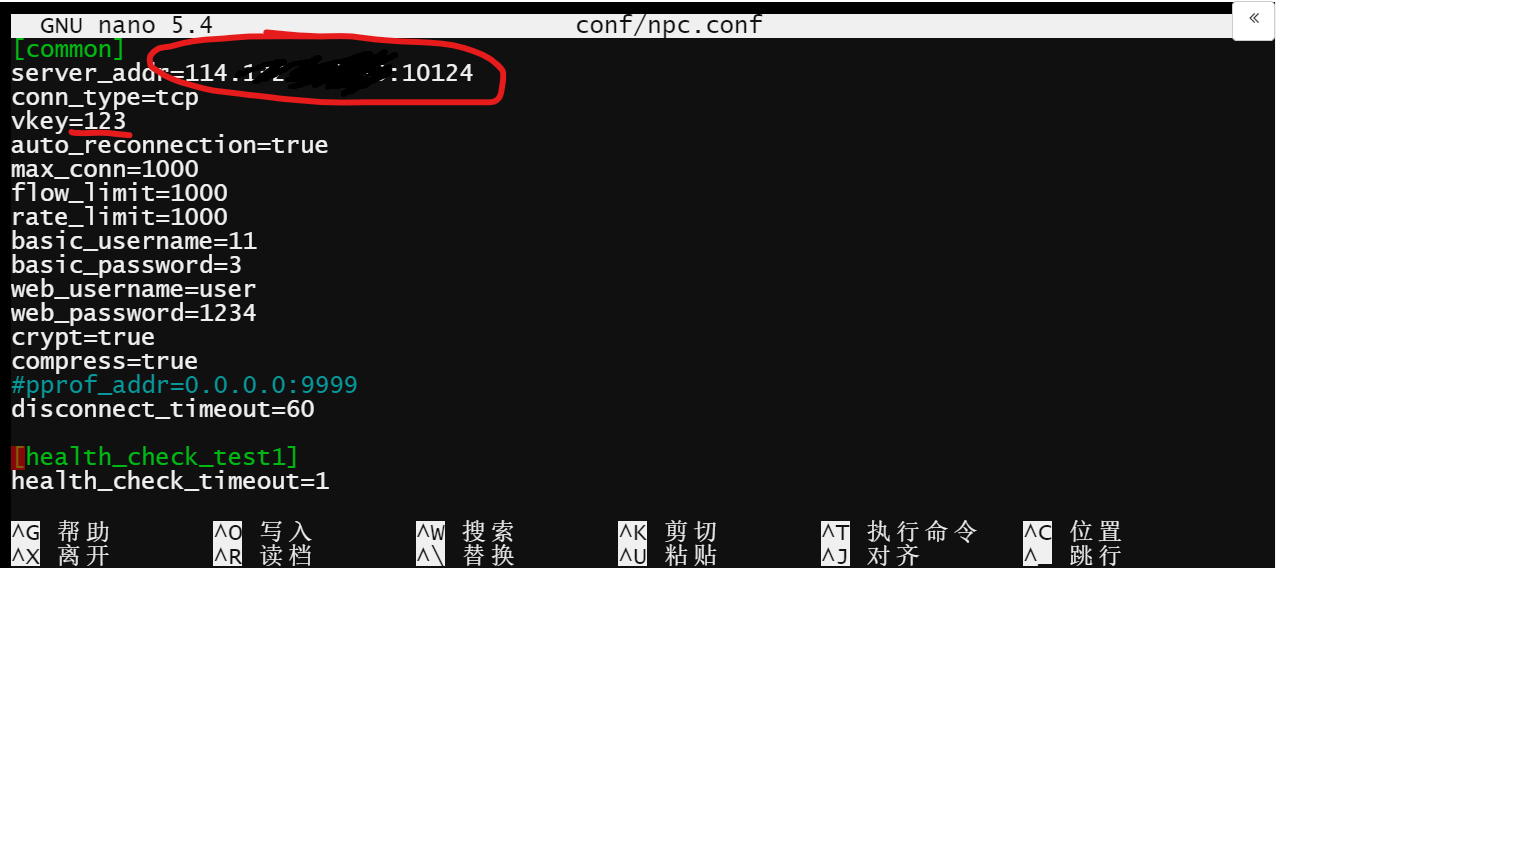 GNU nano 5.4 conf/npc.conf «
[common]
server_addr=114. :10124
conn_type=tcp
vkey=123
auto_reconnection=true
max_conn=1000
flow_limit=1000
rate_limit=1000
basic_username=11
basic_password=3
web_username=user
web_password=1234
crypt=true
compress=true
#pprof_addr=0.0.0.0:9999
disconnect_timeout=60
[health_check_test1]
health_check_timeout=1
^G 帮助 ^O 写入 ^W 搜索 ^K 剪切 ^T 执行命令 ^C 位置
^X 离开 ^R 读档 ^\ 替换 ^U 粘贴 ^J 对齐 ^_ 跳行